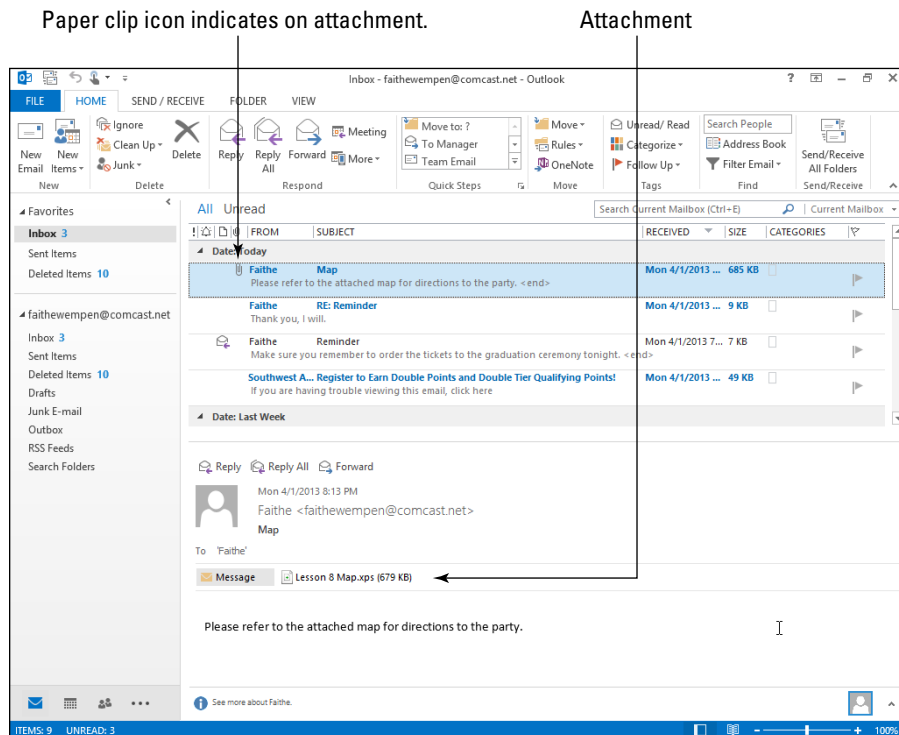 Paper clip icon indicates on attachment.
Attachment
Inbox - faithewempen@comcast.net - Outlook
FILE HOME SEND / RECEIVE FOLDER VIEW
New Email
New Items
New
Ignore
Clean Up
Junk
Delete
Delete
Reply
Reply All
Forward
Meeting
More
Respond
Move to: ?
To Manager
Team Email
Quick Steps
Move
Rules
OneNote
Move
Unread/ Read
Categorize
Follow Up
Tags
Search People
Address Book
Filter Email
Find
Send/Receive All Folders
Send/Receive
Favorites
Inbox 3
Sent Items
Deleted Items 10
faithewempen@comcast.net
Inbox 3
Sent Items
Deleted Items 10
Drafts
Junk E-mail
Outbox
RSS Feeds
Search Folders
All Unread
Search Current Mailbox (Ctrl+E) Current Mailbox
FROM SUBJECT RECEIVED SIZE CATEGORIES
Date: Today
Faithe Map Mon 4/1/2013 ... 685 KB
Please refer to the attached map for directions to the party. <end>
Faithe RE: Reminder Mon 4/1/2013 ... 9 KB
Thank you, I will.
Faithe Reminder Mon 4/1/2013 7... 7 KB
Make sure you remember to order the tickets to the graduation ceremony tonight. <end>
Southwest A... Register to Earn Double Points and Double Tier Qualifying Points! Mon 4/1/2013 ... 49 KB
If you are having trouble viewing this email, click here
Date: Last Week
Reply Reply All Forward
Mon 4/1/2013 8:13 PM
Faithe <faithewempen@comcast.net>
Map
To 'Faithe'
Message Lesson 8 Map.xps (679 KB)
Please refer to the attached map for directions to the party.
See more about Faithe.
ITEMS: 9 UNREAD: 3 100%